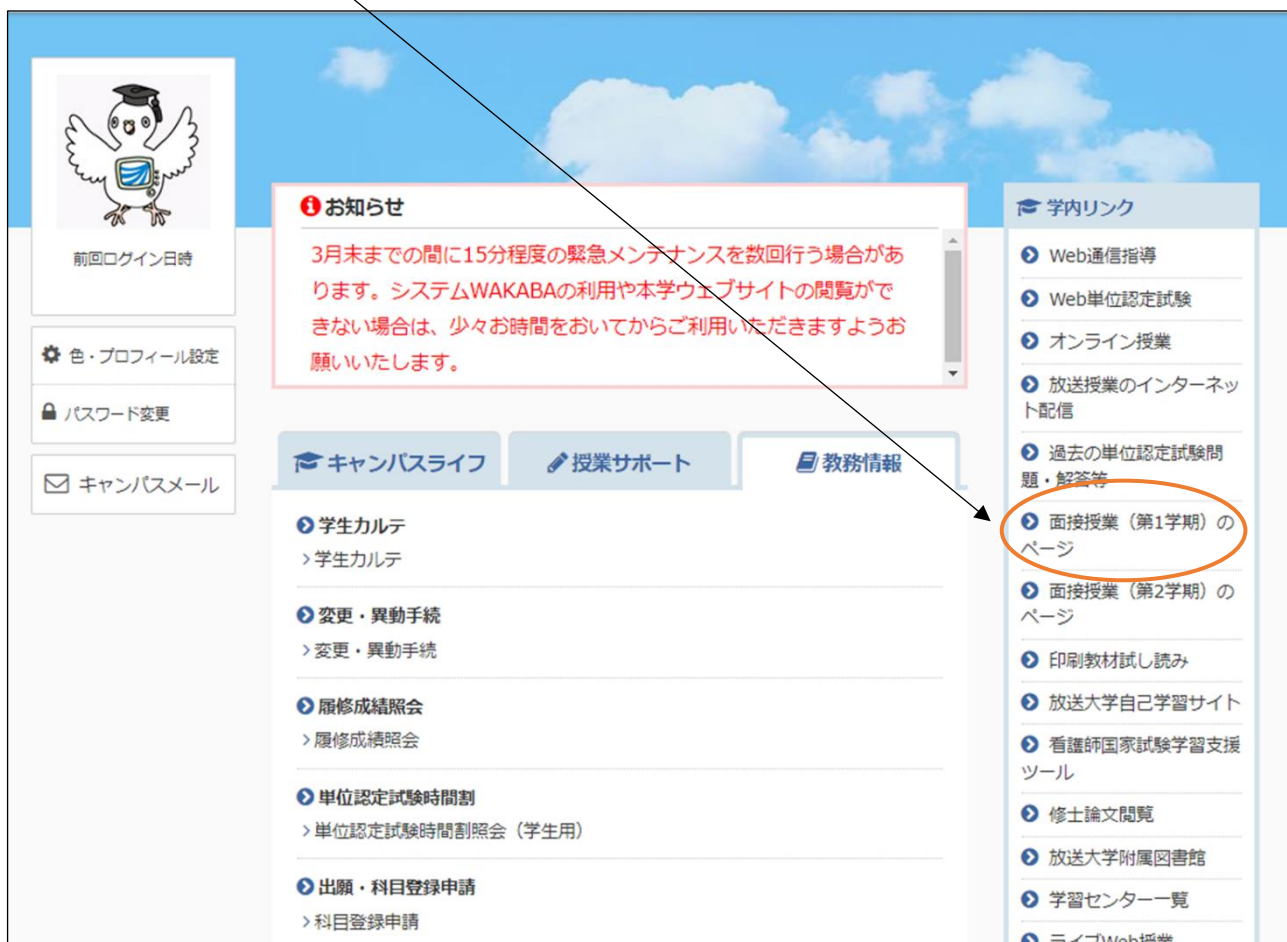 前回ログイン日時
色・プロフィール設定
パスワード変更
キャンパスメール
お知らせ
3月末までの間に15分程度の緊急メンテナンスを数回行う場合があ
ります。システムWAKABAの利用や本学ウェブサイトの閲覧がで
きない場合は、少々お時間をおいてからご利用いただきますようお
願いいたします。
キャンパスライフ
授業サポート
教務情報
学生カルテ
>学生カルテ
変更・異動手続
>変更・異動手続
履修成績照会
>履修成績照会
単位認定試験時間割
>単位認定試験時間割照会（学生用）
出願・科目登録申請
>科目登録申請
学内リンク
Web通信指導
Web単位認定試験
オンライン授業
放送授業のインターネッ
ト配信
過去の単位認定試験問
題・解答等
面接授業（第1学期）の
ページ
面接授業（第2学期）の
ページ
印刷教材試し読み
放送大学自己学習サイト
看護師国家試験学習支援
ツール
修士論文閲覧
放送大学附属図書館
学習センター一覧
ライブWeb授業